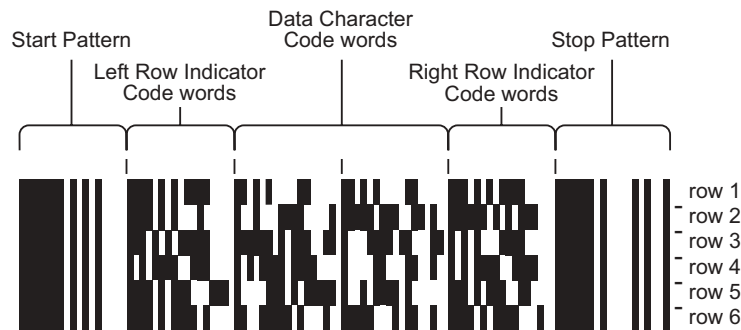 Data Character
Code words
Start Pattern
Stop Pattern
Left Row Indicator
Code words
Right Row Indicator
Code words
row 1
row 2
row 3
row 4
row 5
row 6